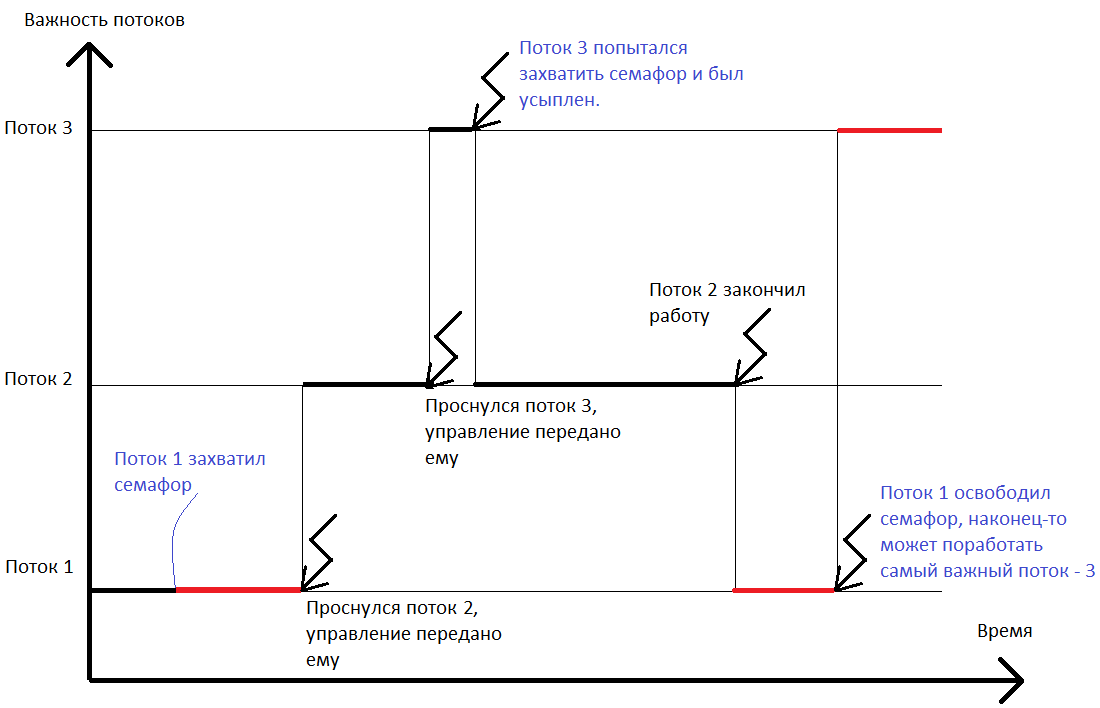 Важность потоков
Поток 3 попытался
захватить семафор и был
усыплен.
Поток 3
Поток 2 закончил
работу
Поток 2
Проснулся поток 3,
управление передано
ему
Поток 1 захватил
семафор
Поток 1 освободил
семафор, наконец-то
может поработать
самый важный поток - 3
Поток 1
Проснулся поток 2,
управление передано
ему
Время